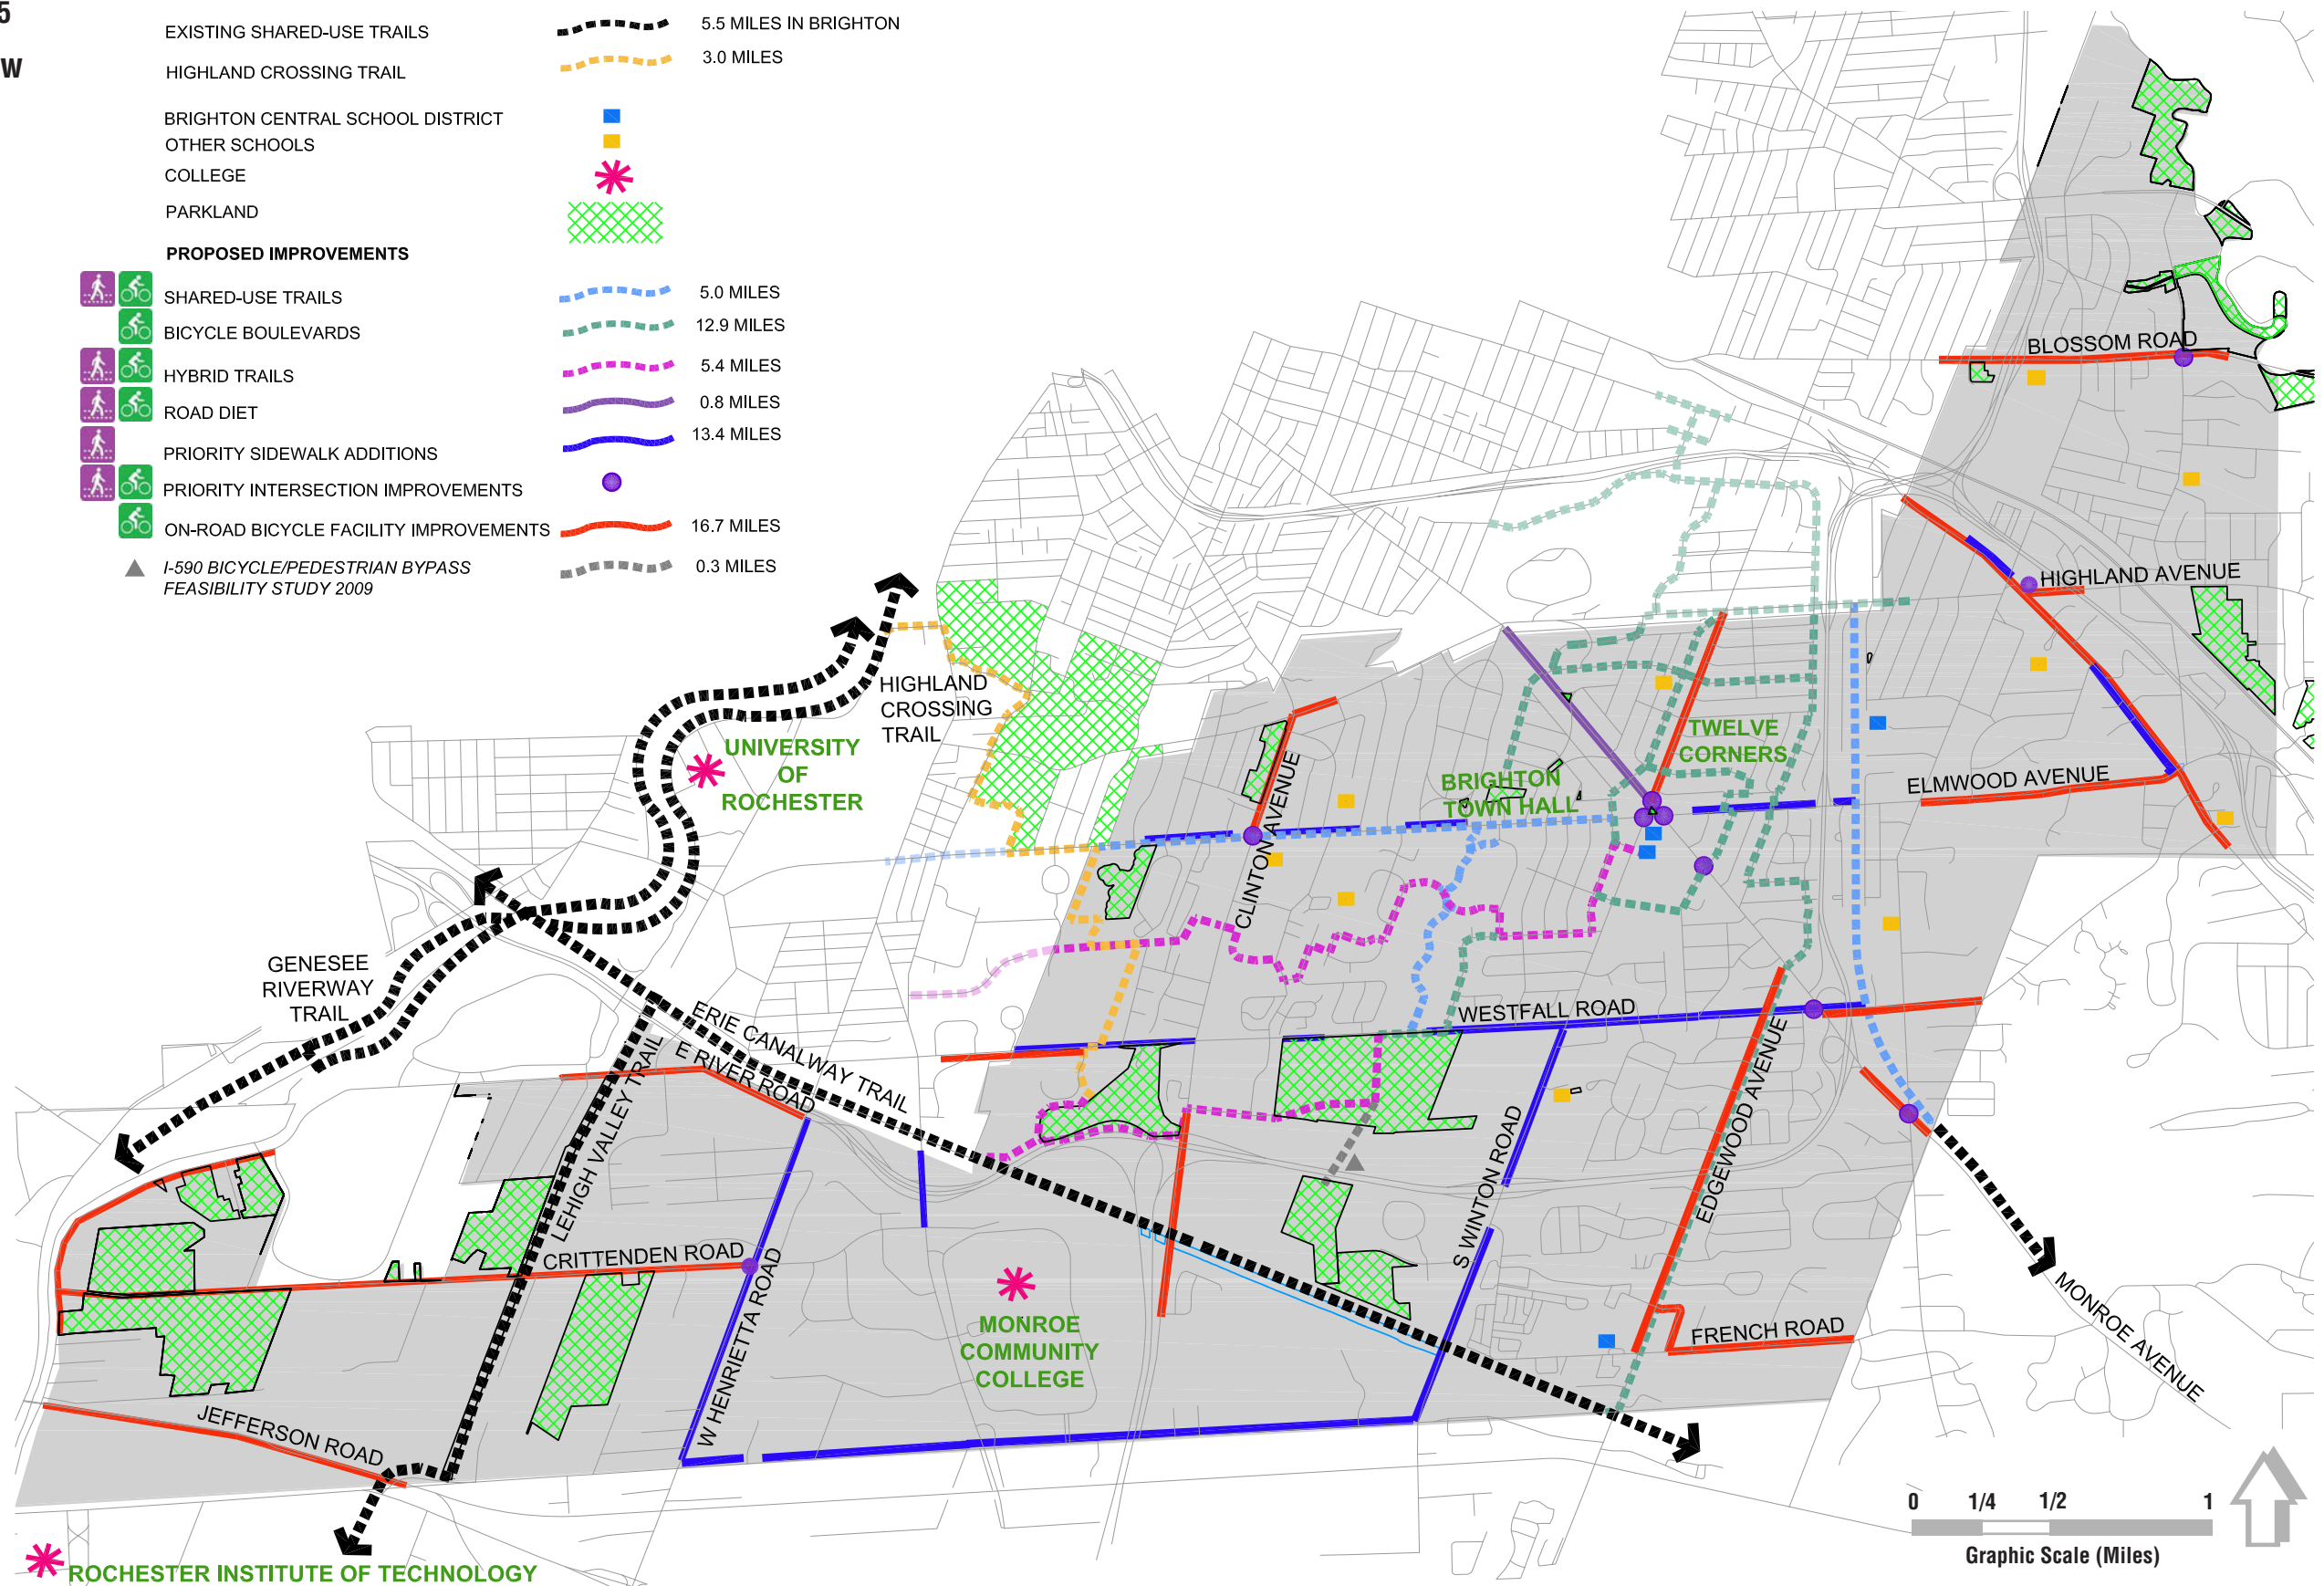 5
W
EXISTING SHARED-USE TRAILS
5.5 MILES IN BRIGHTON
HIGHLAND CROSSING TRAIL
3.0 MILES
BRIGHTON CENTRAL SCHOOL DISTRICT
OTHER SCHOOLS
COLLEGE
PARKLAND
PROPOSED IMPROVEMENTS
SHARED-USE TRAILS
5.0 MILES
BICYCLE BOULEVARDS
12.9 MILES
HYBRID TRAILS
5.4 MILES
ROAD DIET
0.8 MILES
PRIORITY SIDEWALK ADDITIONS
13.4 MILES
PRIORITY INTERSECTION IMPROVEMENTS
ON-ROAD BICYCLE FACILITY IMPROVEMENTS
16.7 MILES
I-590 BICYCLE/PEDESTRIAN BYPASS
FEASIBILITY STUDY 2009
0.3 MILES
BLOSSOM ROAD
HIGHLAND AVENUE
HIGHLAND
CROSSING
TRAIL
UNIVERSITY
OF
ROCHESTER
TWELVE
CORNERS
BRIGHTON
TOWN HALL
ELMWOOD AVENUE
CLINTON AVENUE
GENESEE
RIVERWAY
TRAIL
ERIE CANALWAY TRAIL
E RIVER ROAD
LEHIGH VALLEY TRAIL
WESTFALL ROAD
EDGEWOOD AVENUE
S WINTON ROAD
CRITTENDEN ROAD
W HENRIETTA ROAD
MONROE
COMMUNITY
COLLEGE
FRENCH ROAD
MONROE AVENUE
JEFFERSON ROAD
ROCHESTER INSTITUTE OF TECHNOLOGY
0 1/4 1/2 1
Graphic Scale (Miles)